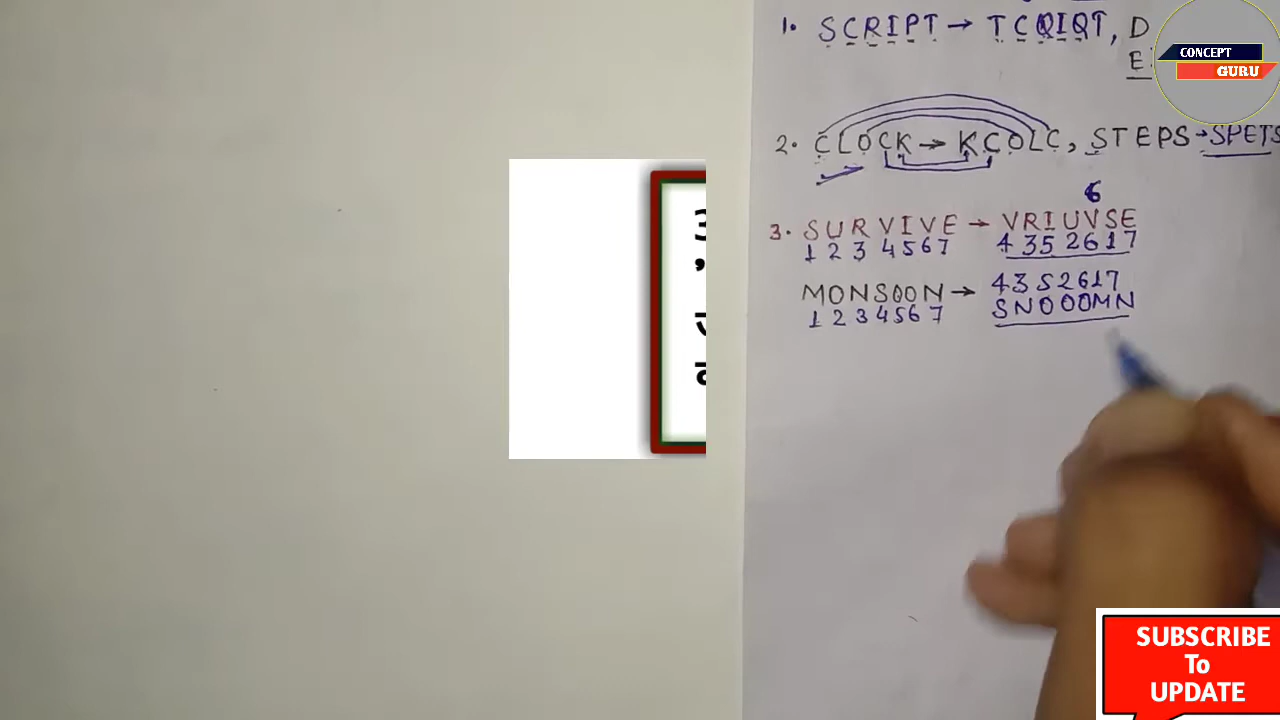 1. SCRIPT → TCQIQT, D
E
CONCEPT
GURU
2. CLOCK → KCOLC, STEPS → SPETS
6
3. SURVIVE → VRIUVSE
1 2 3 4 5 6 7 4 3 5 2 6 1 7
4 3 5 2 6 1 7
MONSOON → SNOOOMN
1 2 3 4 5 6 7
SUBSCRIBE
To
UPDATE